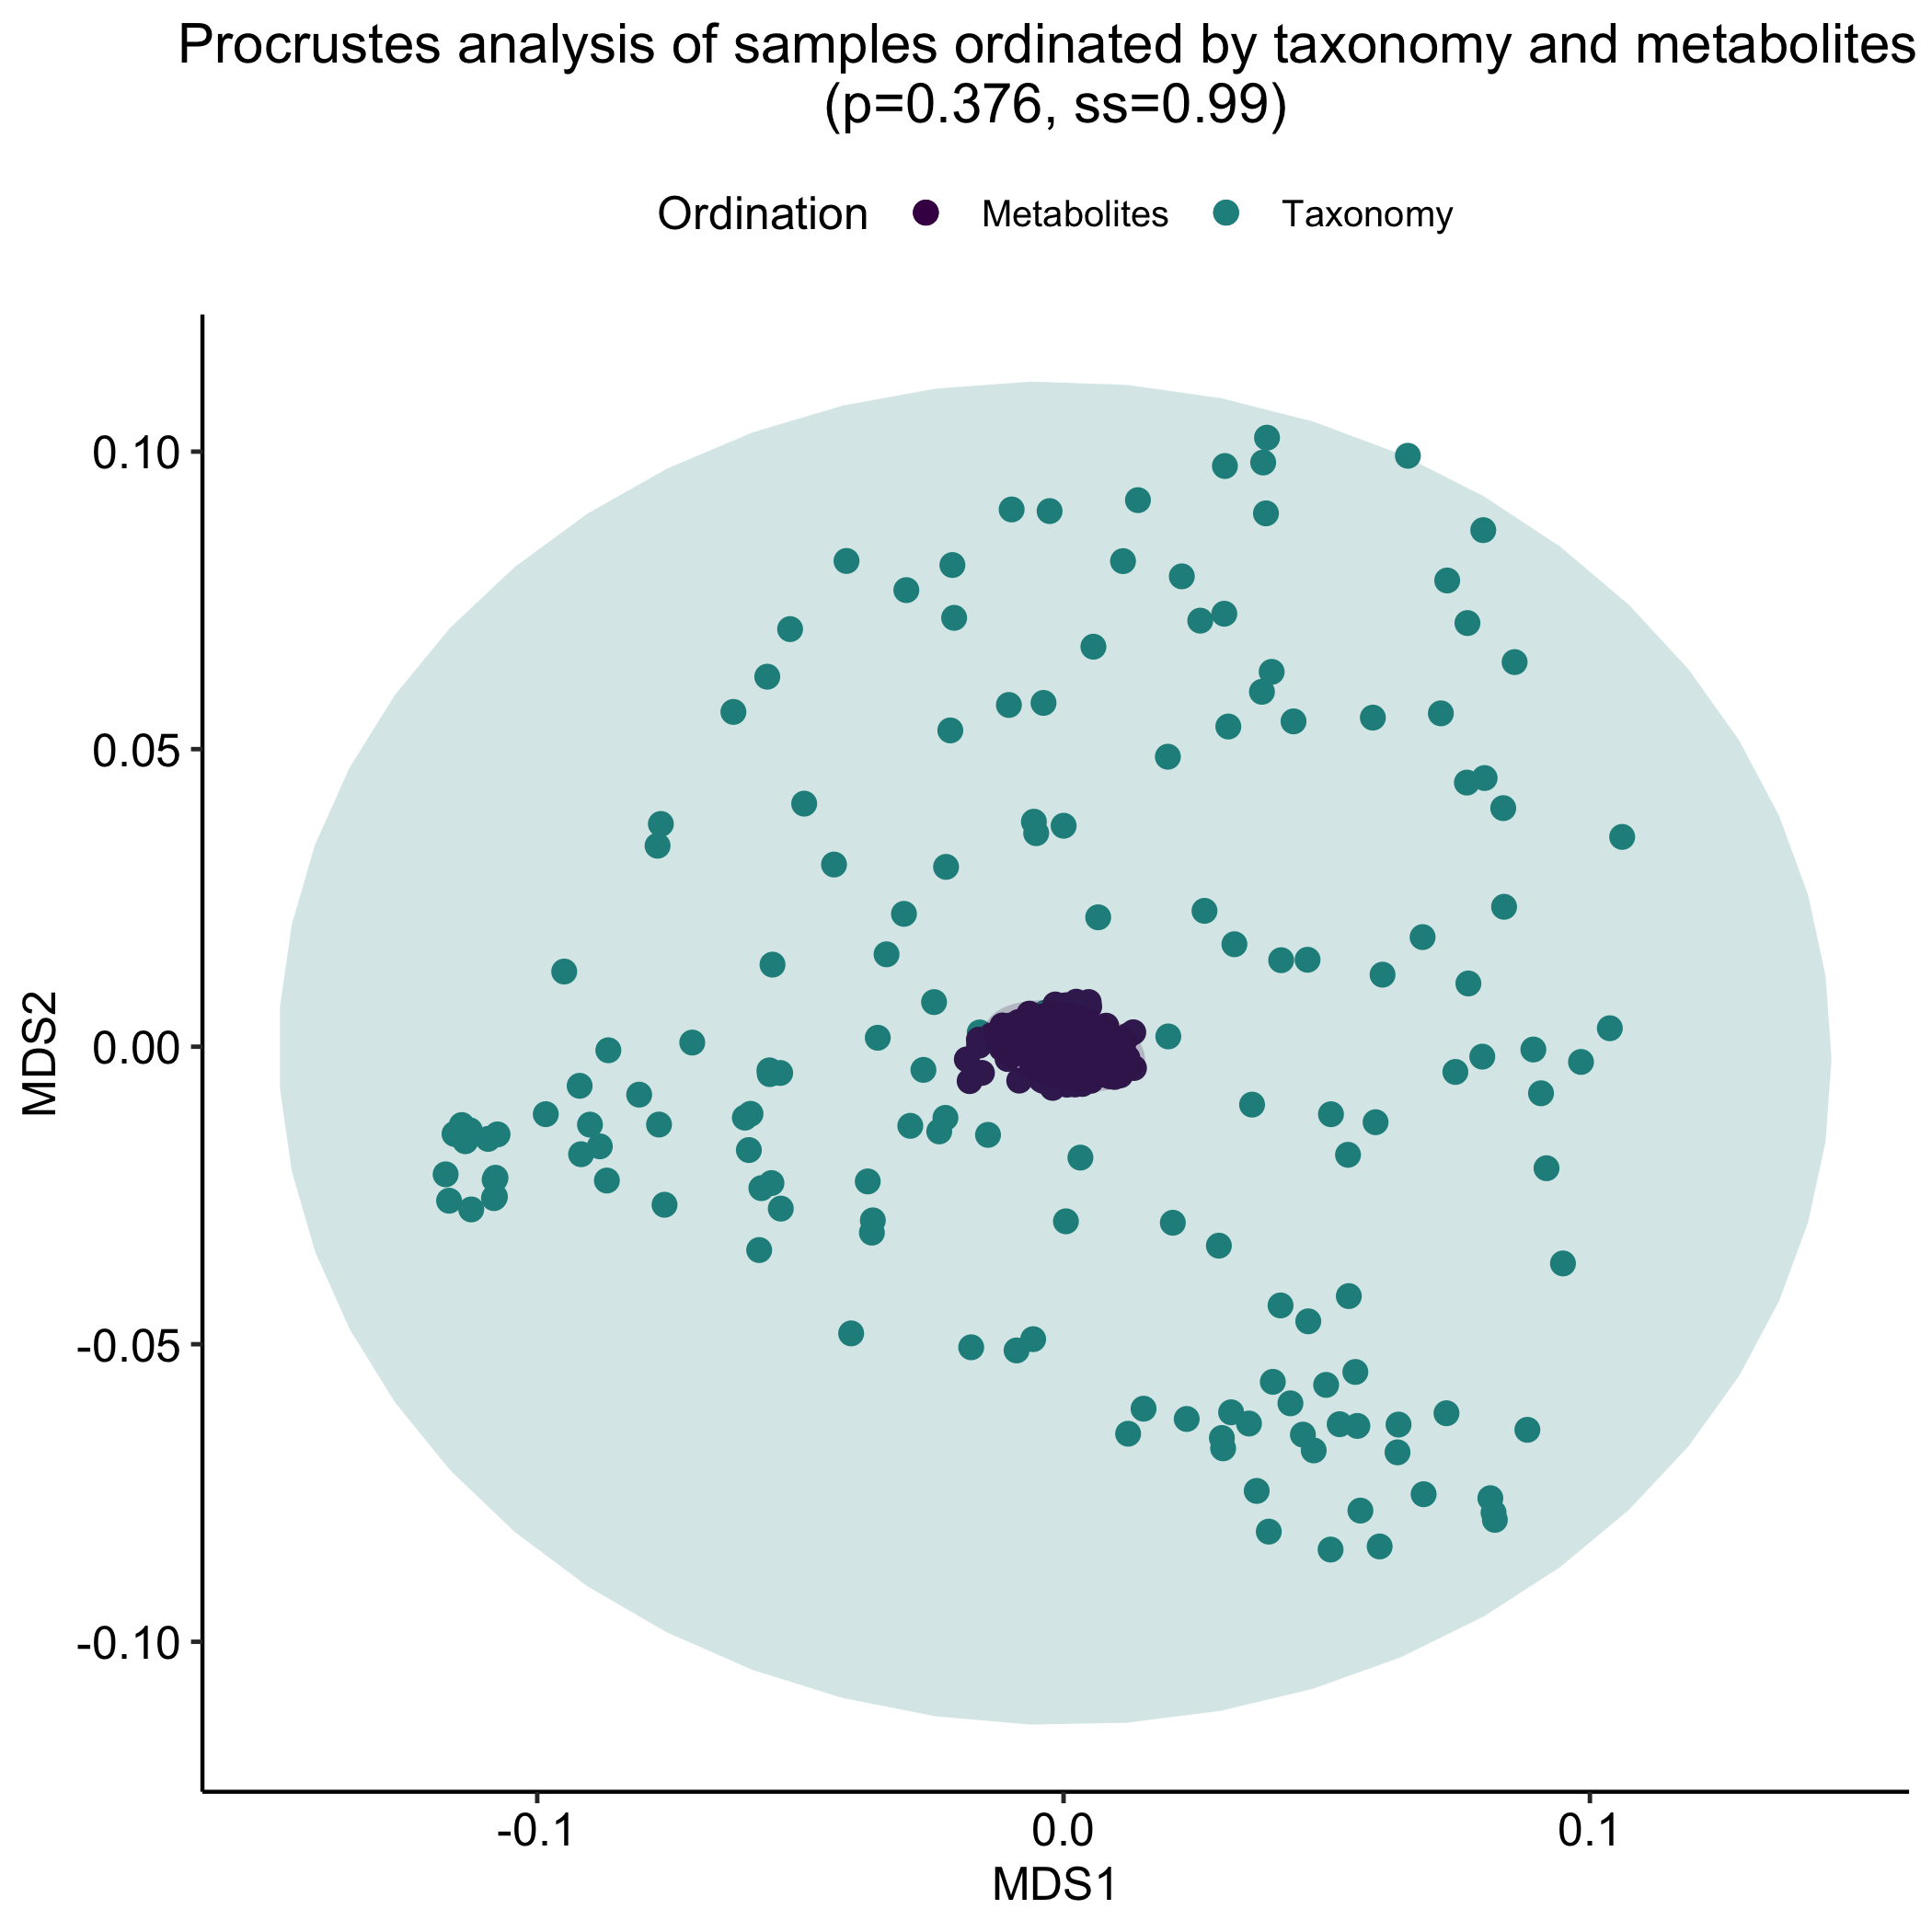 Procrustes analysis of samples ordinated by taxonomy and metabolites
(p=0.376, ss=0.99)
Ordination Metabolites Taxonomy
0.10
0.05
0.00
-0.05
-0.10
MDS2
-0.1 0.0 0.1
MDS1